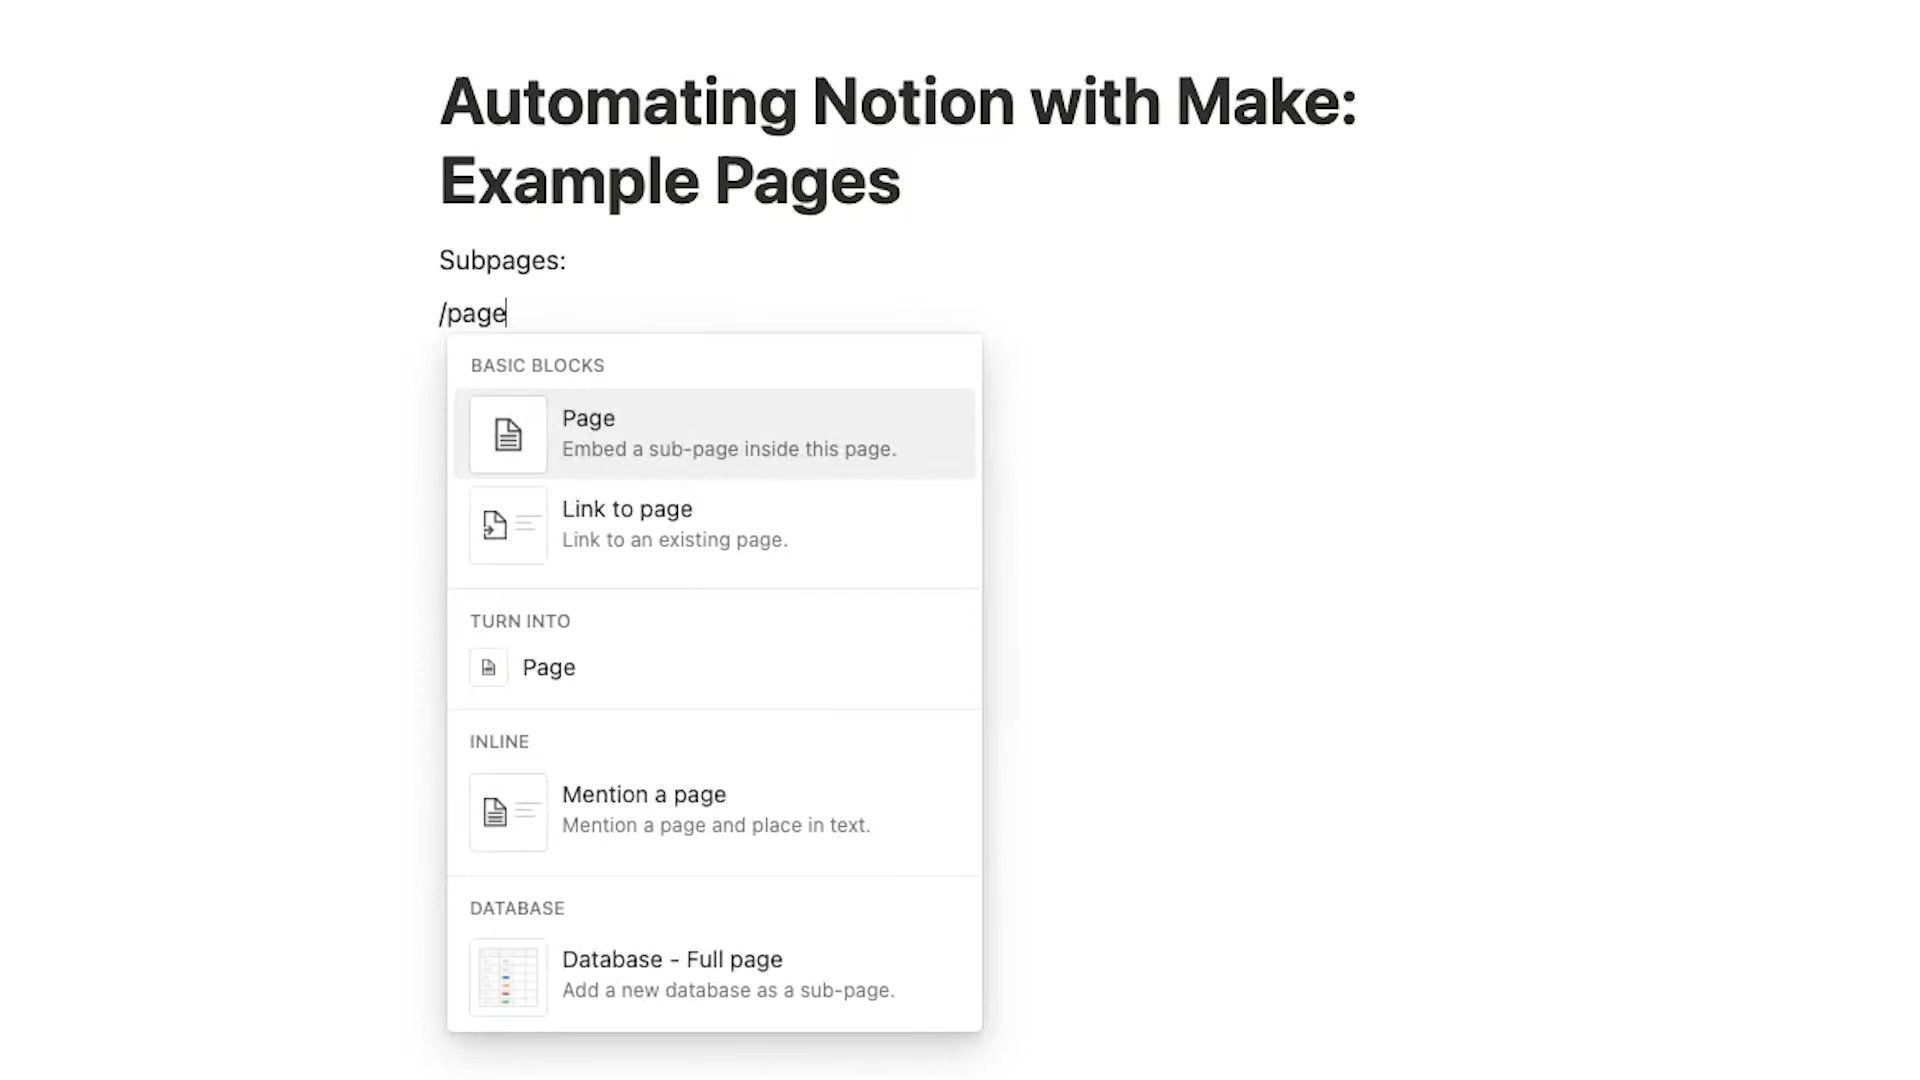 Automating Notion with Make:
Example Pages
Subpages:
/page
BASIC BLOCKS
Page
Embed a sub-page inside this page.
Link to page
Link to an existing page.
TURN INTO
Page
INLINE
Mention a page
Mention a page and place in text.
DATABASE
Database - Full page
Add a new database as a sub-page.